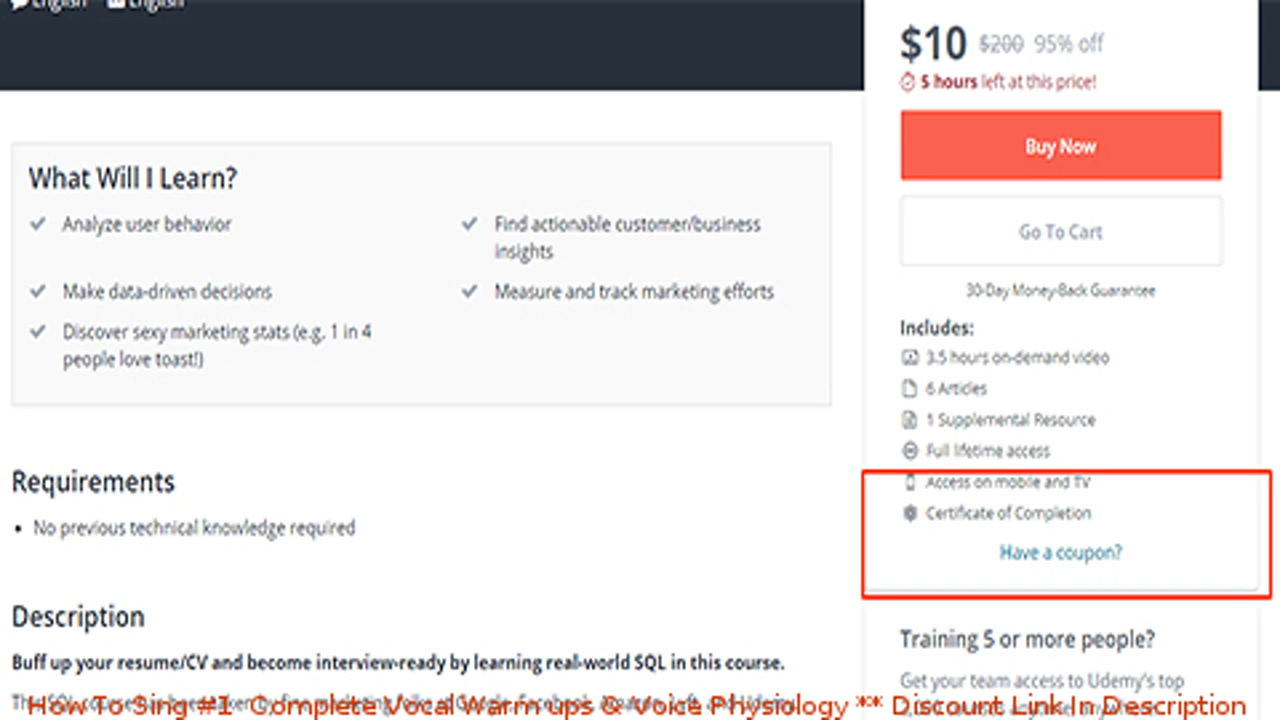 English English
What Will I Learn?
Analyze user behavior
Find actionable customer/business
insights
Make data-driven decisions
Measure and track marketing efforts
Discover sexy marketing stats (e.g. 1 in 4
people love toast!)
Requirements
• No previous technical knowledge required
Description
Buff up your resume/CV and become interview-ready by learning real-world SQL in this course.
$10 $200 95% off
5 hours left at this price!
Buy Now
Go To Cart
30-Day Money-Back Guarantee
Includes:
3.5 hours on-demand video
6 Articles
1 Supplemental Resource
Full lifetime access
Access on mobile and TV
Certificate of Completion
Have a coupon?
Training 5 or more people?
Get your team access to Udemy's top
How To Sing #1 Complete Vocal Warm ups & Voice Physiology ** Discount Link In Description